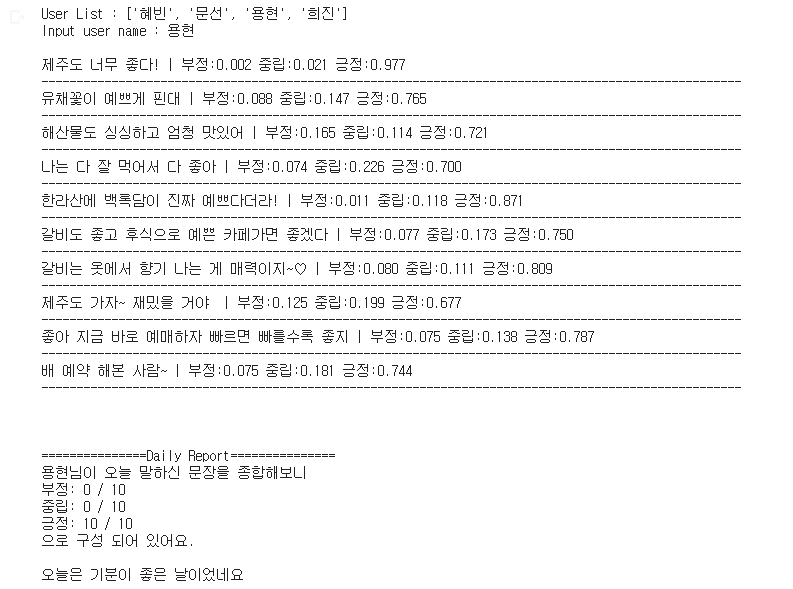 User List : ['혜빈', '문선', '용현', '희진']
Input user name : 용현
제주도 너무 좋다! | 부정:0.002 중립:0.021 긍정:0.977
----------------------------------------------------------------------------------------------------
유채꽃이 예쁘게 핀대 | 부정:0.088 중립:0.147 긍정:0.765
----------------------------------------------------------------------------------------------------
해산물도 싱싱하고 엄청 맛있어 | 부정:0.165 중립:0.114 긍정:0.721
----------------------------------------------------------------------------------------------------
나는 다 잘 먹어서 다 좋아 | 부정:0.074 중립:0.226 긍정:0.700
----------------------------------------------------------------------------------------------------
한라산에 백록담이 진짜 예쁘다더라! | 부정:0.011 중립:0.118 긍정:0.871
----------------------------------------------------------------------------------------------------
갈비도 좋고 후식으로 예쁜 카페가면 좋겠다 | 부정:0.077 중립:0.173 긍정:0.750
----------------------------------------------------------------------------------------------------
갈비는 옷에서 향기 나는 게 매력이지~♡ | 부정:0.080 중립:0.111 긍정:0.809
----------------------------------------------------------------------------------------------------
제주도 가자~ 재밌을 거야  | 부정:0.125 중립:0.199 긍정:0.677
----------------------------------------------------------------------------------------------------
좋아 지금 바로 예매하자 빠르면 빠를수록 좋지 | 부정:0.075 중립:0.138 긍정:0.787
----------------------------------------------------------------------------------------------------
배 예약 해본 사람~ | 부정:0.075 중립:0.181 긍정:0.744
----------------------------------------------------------------------------------------------------
===============Daily Report===============
용현님이 오늘 말하신 문장을 종합해보니
부정: 0 / 10
중립: 0 / 10
긍정: 10 / 10
으로 구성 되어 있어요.
오늘은 기분이 좋은 날이었네요